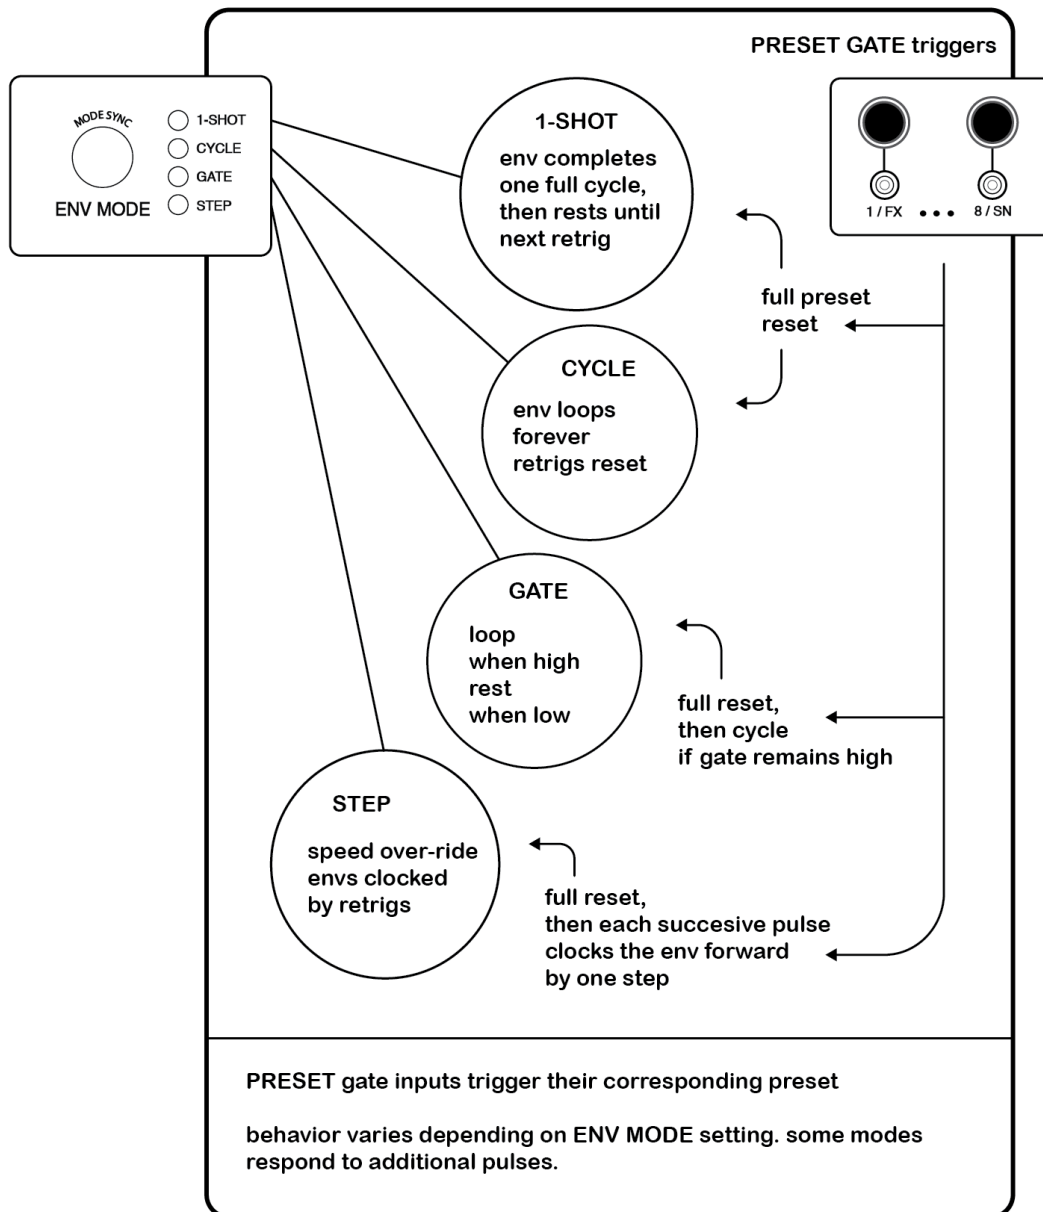 PRESET GATE triggers
MODE SYNC
ENV MODE
1-SHOT
CYCLE
GATE
STEP
1 / FX
•••
8 / SN
1-SHOT
env completes
one full cycle,
then rests until
next retrig
full preset
reset
CYCLE
env loops
forever
retrigs reset
GATE
loop
when high
rest
when low
full reset,
then cycle
if gate remains high
STEP
speed over-ride
envs clocked
by retrigs
full reset,
then each succesive pulse
clocks the env forward
by one step
PRESET gate inputs trigger their corresponding preset
behavior varies depending on ENV MODE setting. some modes
respond to additional pulses.